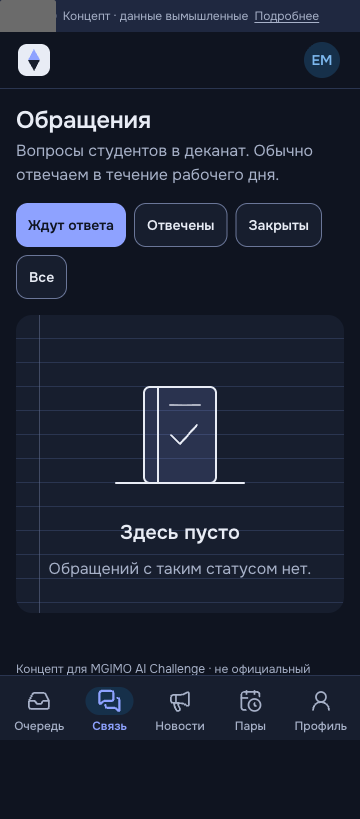 Концепт · данные вымышленные Подробнее
ЕМ
Обращения
Вопросы студентов в деканат. Обычно
отвечаем в течение рабочего дня.
Ждут ответа Отвечены Закрыты
Все
Здесь пусто
Обращений с таким статусом нет.
Концепт для MGIMO AI Challenge · не официальный
Очередь Связь Новости Пары Профиль